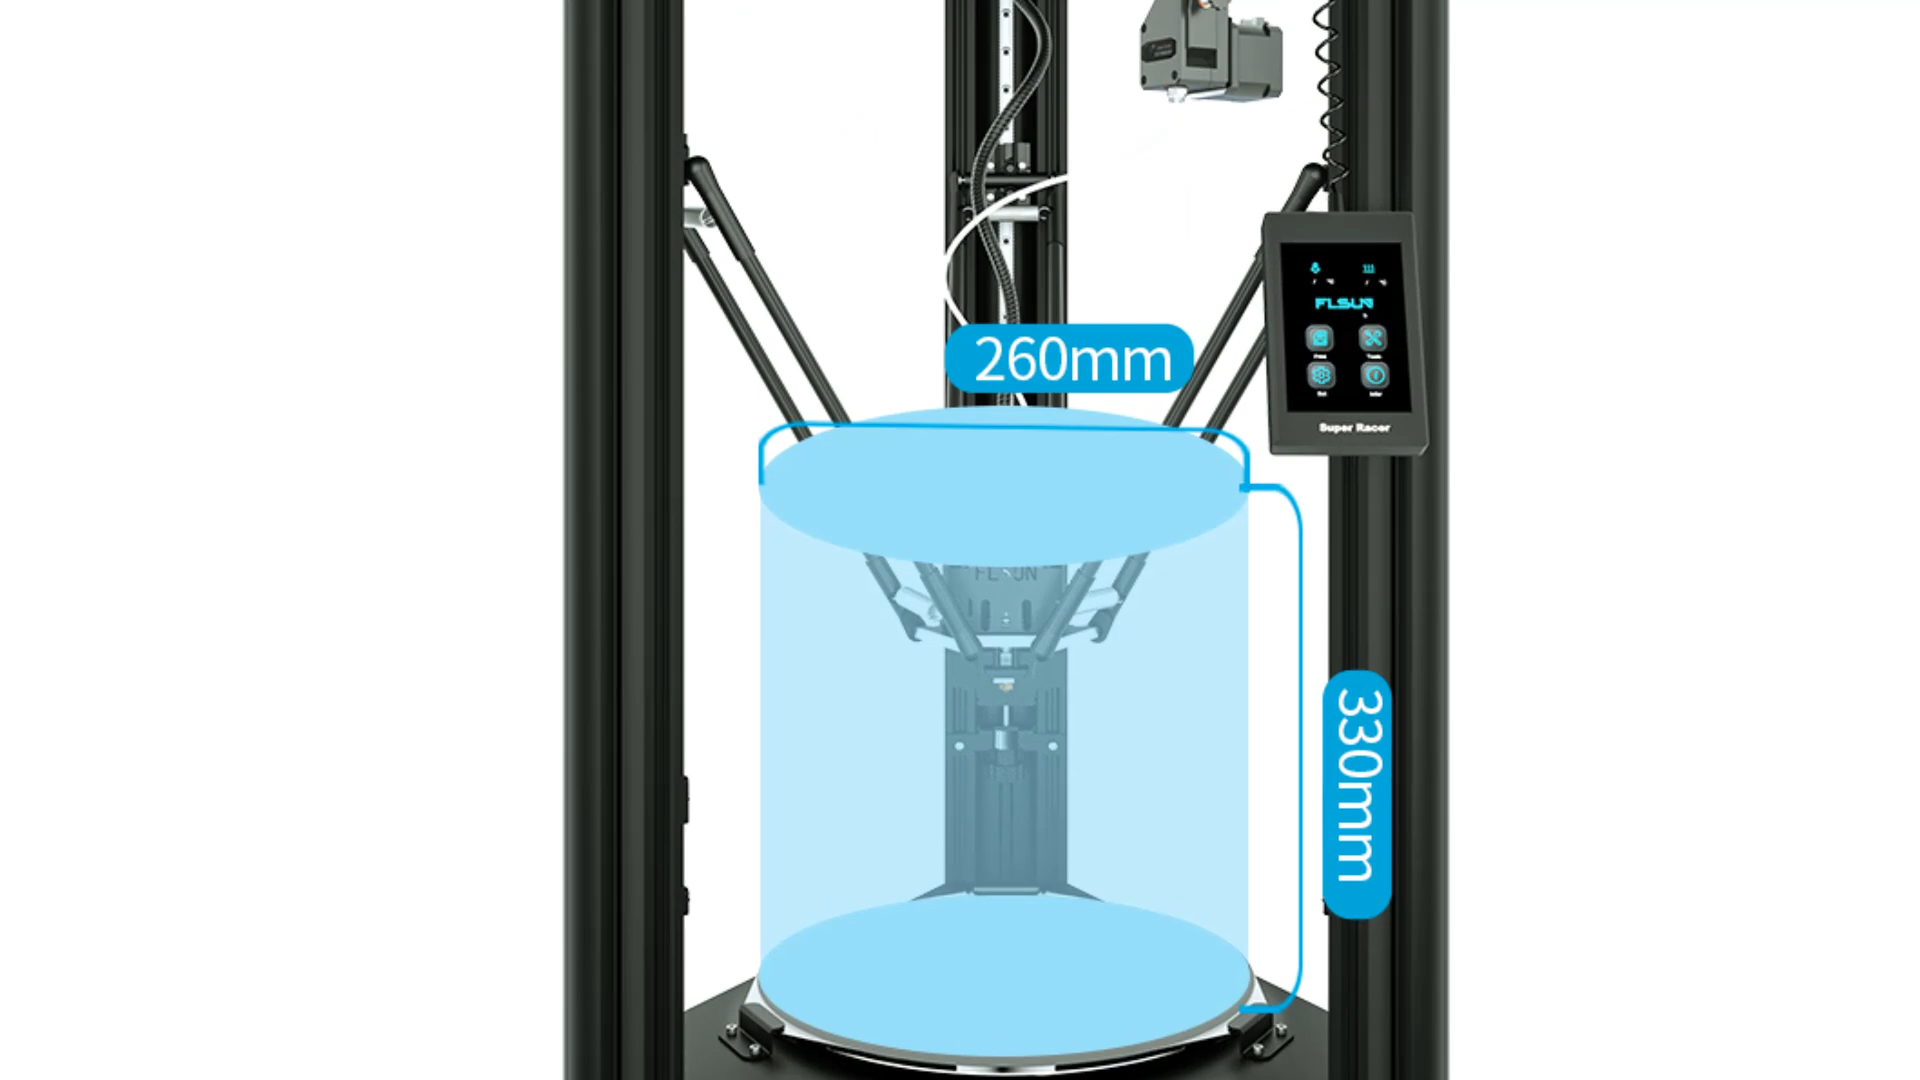 260mm
FLSUN
Super Racer
FLSUN
330mm